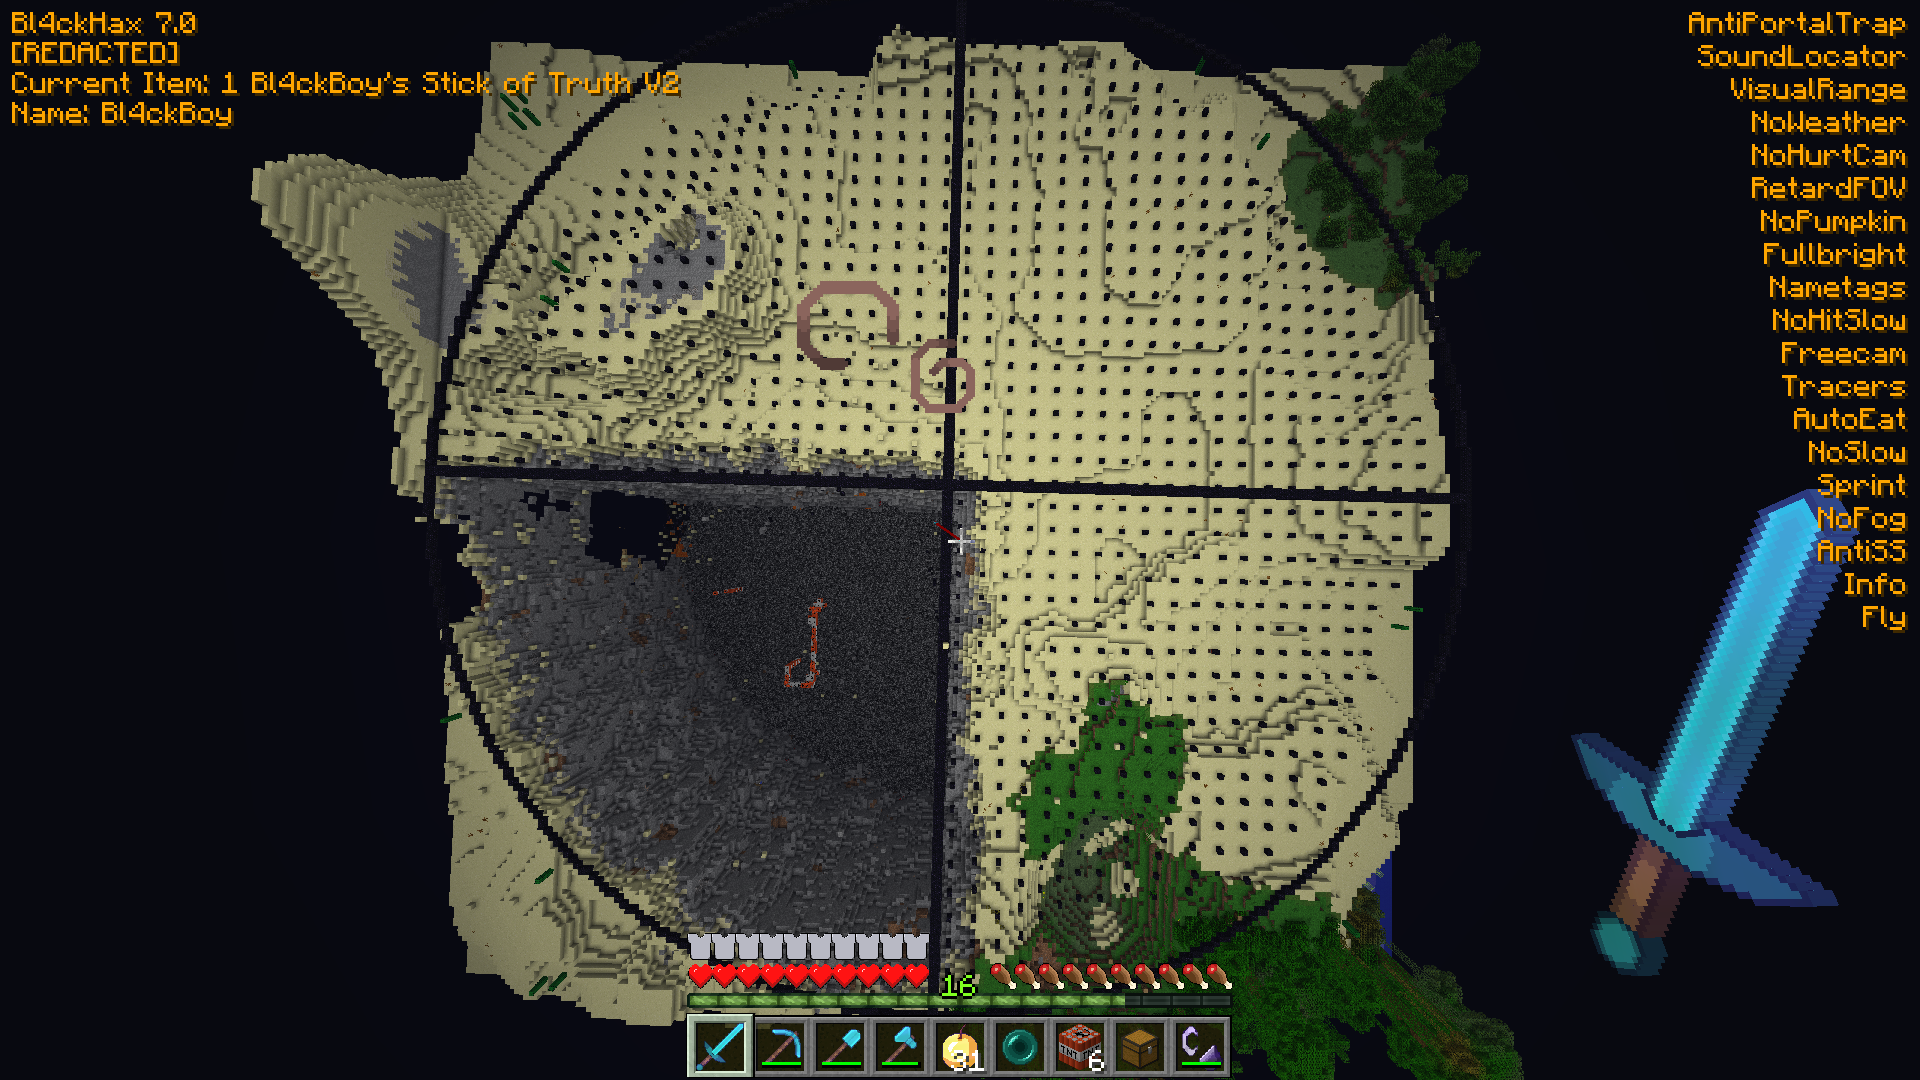 Bl4ckHax 7.0
[REDACTED]
Current Item: 1 Bl4ckBoy's Stick of Truth V2
Name: Bl4ckBoy
AntiPortalTrap
SoundLocator
VisualRange
NoWeather
NoHurtCam
RetardFOV
NoPumpkin
Fullbright
Nametags
NoHitSlow
Freecam
Tracers
AutoEat
NoSlow
Sprint
NoFog
AntiSS
Info
Fly
16
31
TNT
6